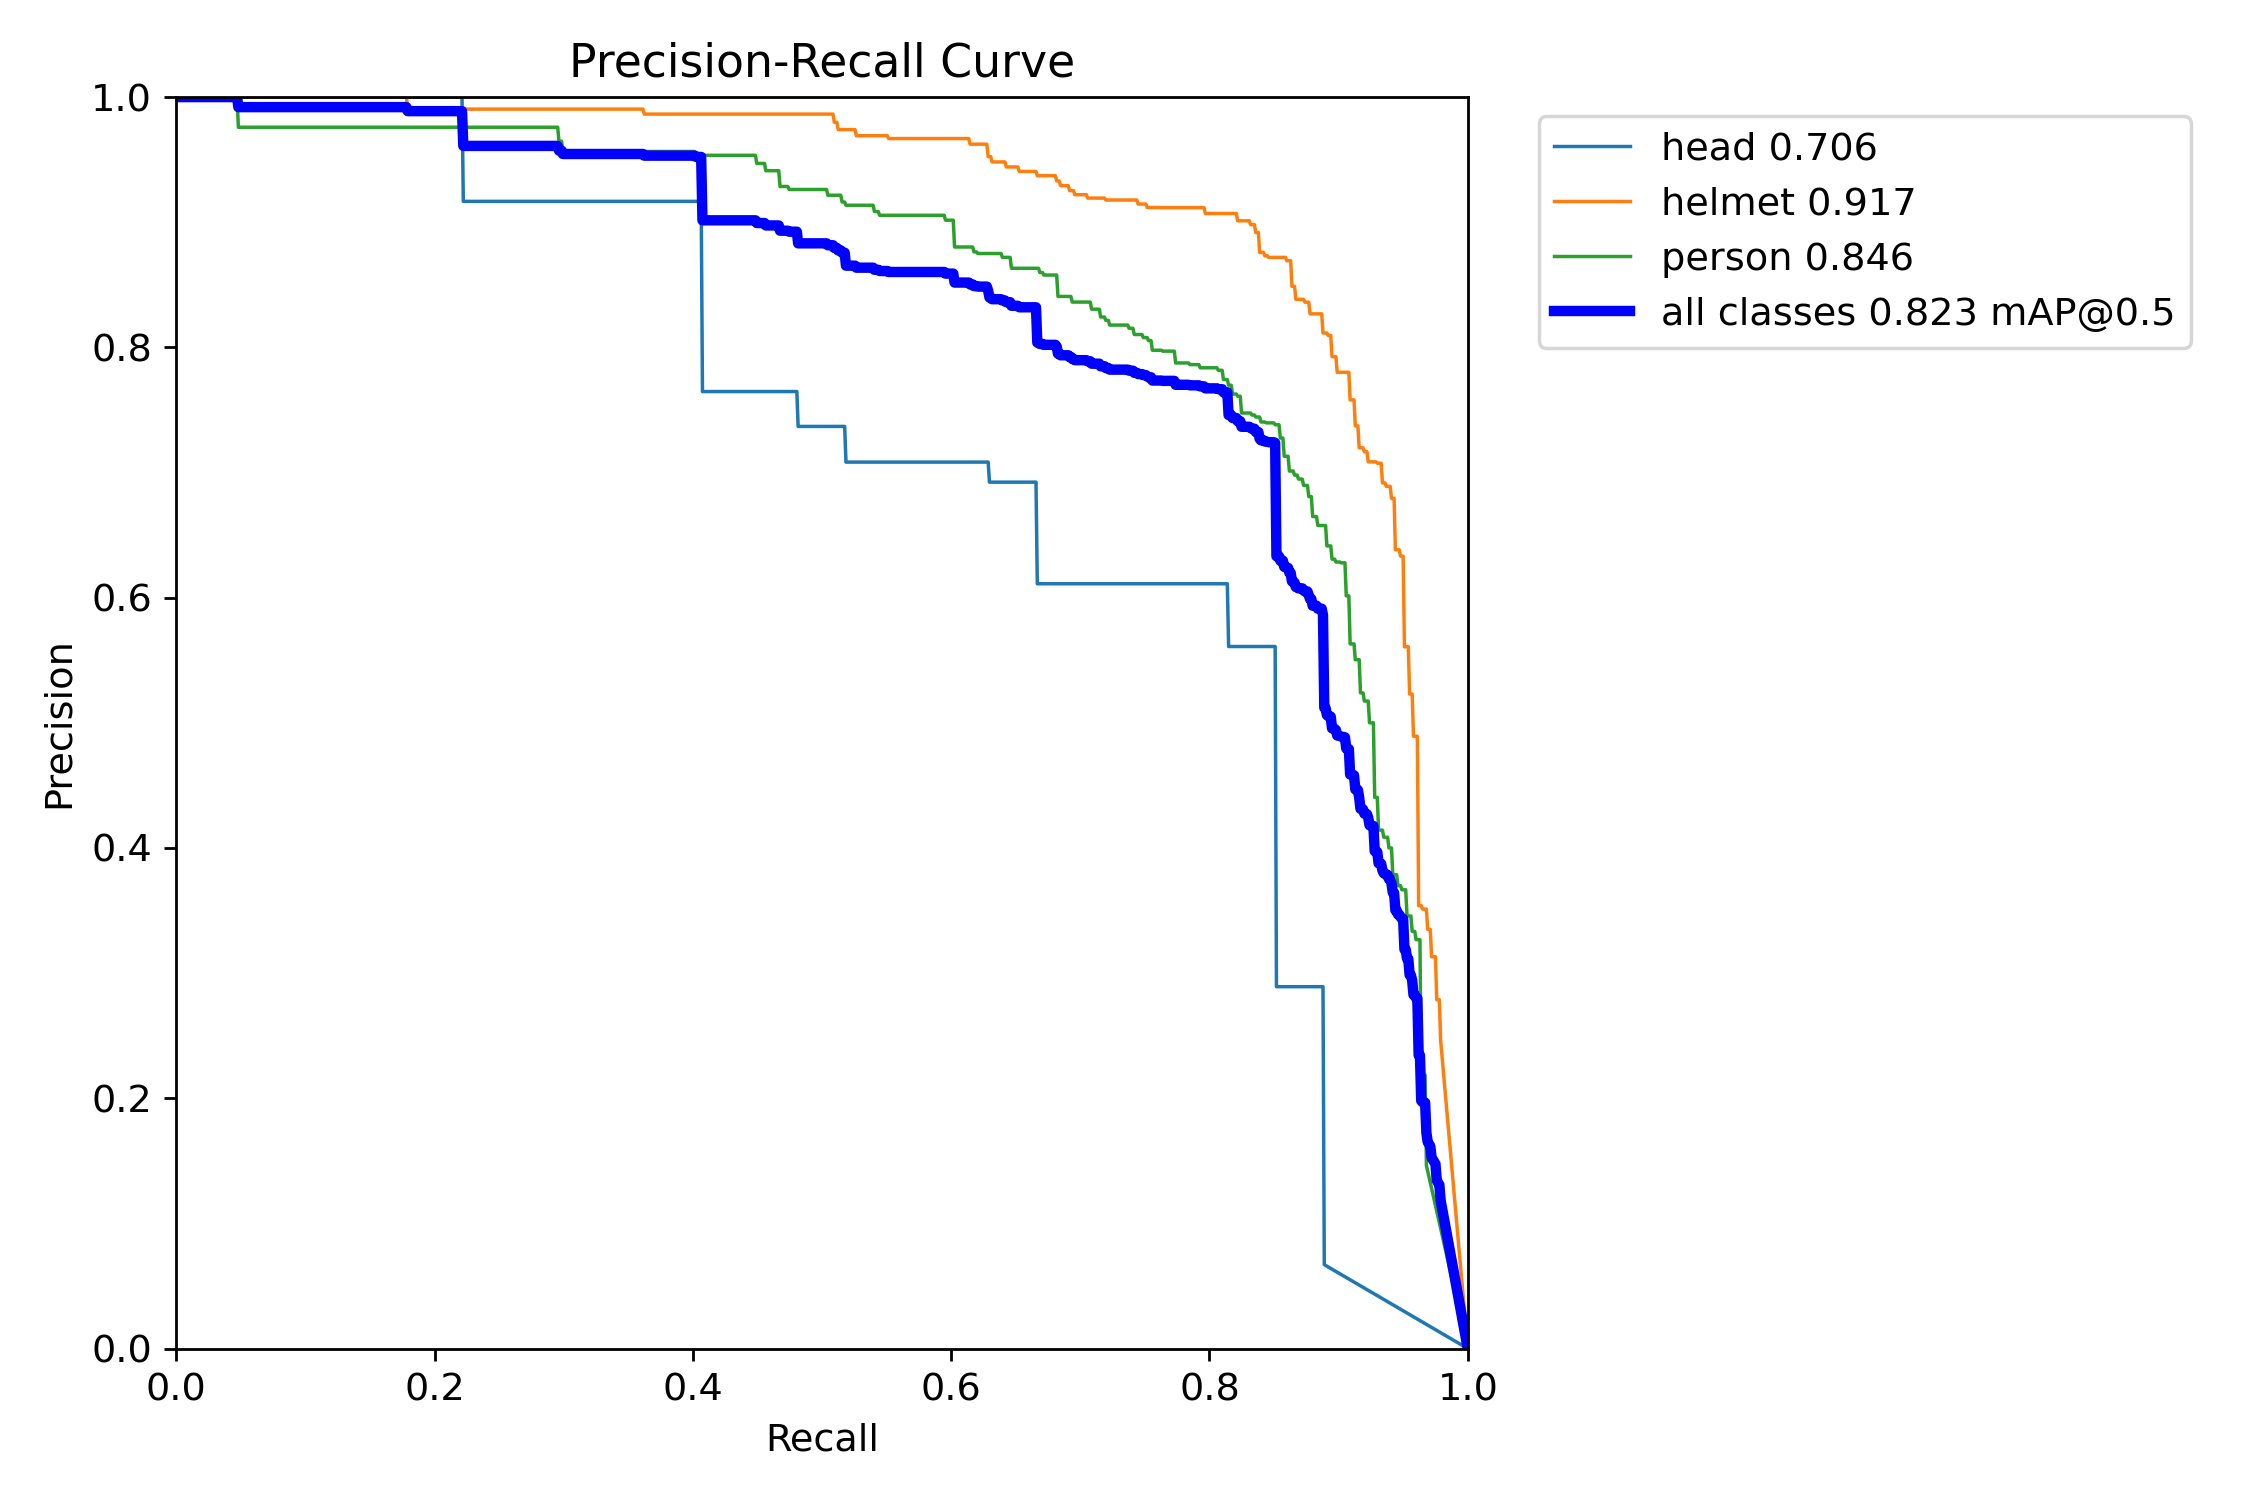 Precision-Recall Curve
1.0
0.8
0.6
0.4
0.2
0.0
Precision
0.0 0.2 0.4 0.6 0.8 1.0
Recall
head 0.706
helmet 0.917
person 0.846
all classes 0.823 mAP@0.5